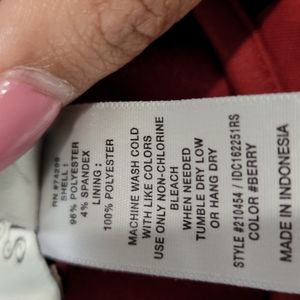 RN #74299
SHELL:
96% POLYESTER
4% SPANDEX
LINING:
100% POLYESTER
MACHINE WASH COLD
WITH LIKE COLORS
USE ONLY NON-CHLORINE
BLEACH
WHEN NEEDED
TUMBLE DRY LOW
OR HANG DRY
STYLE #210454 / IDC162251RS
COLOR #BERRY
MADE IN INDONESIA
S